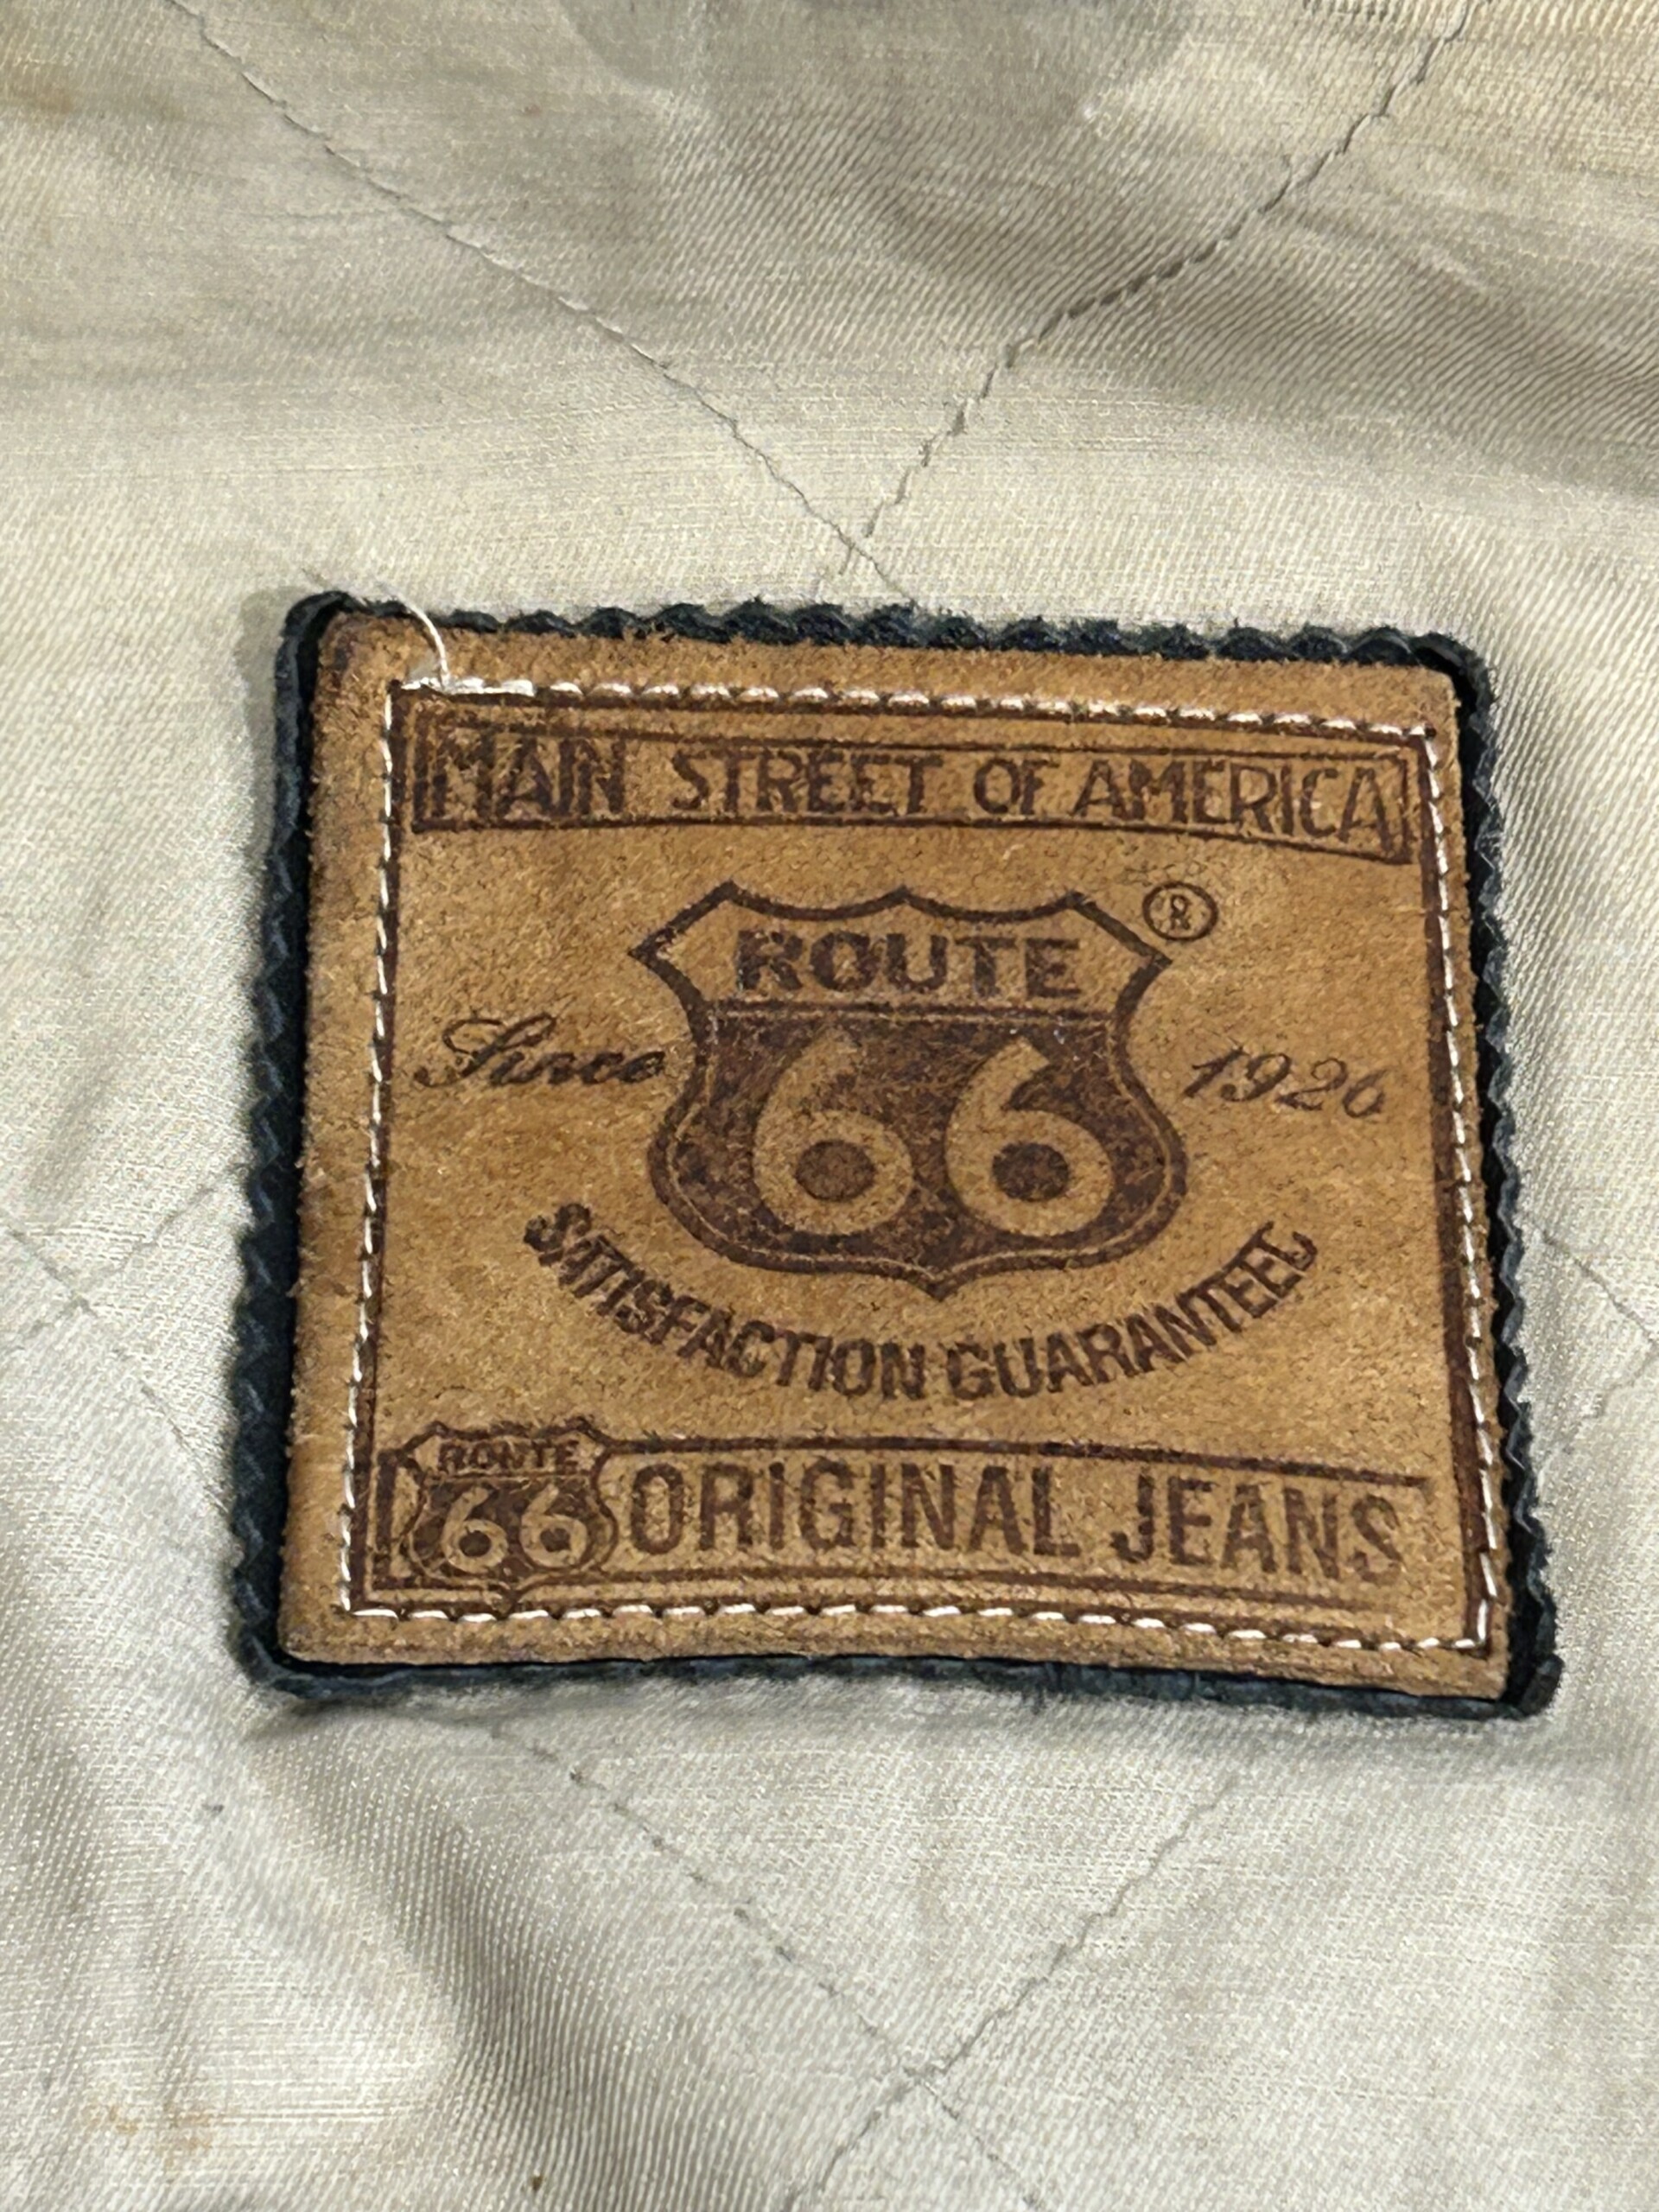 MAIN STREET OF AMERICA
ROUTE ®
66
Since 1926
SATISFACTION GUARANTEED
ROUTE
66 ORIGINAL JEANS